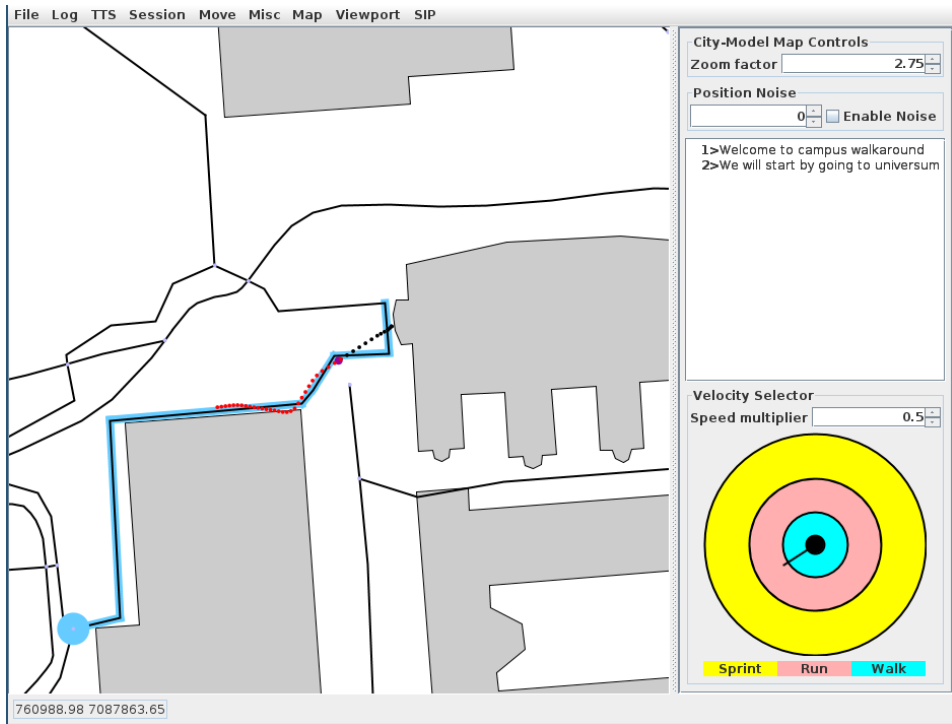 File Log TTS Session Move Misc Map Viewport SIP
City-Model Map Controls
Zoom factor 2.75
Position Noise
0 Enable Noise
1>Welcome to campus walkaround
2>We will start by going to universum
Velocity Selector
Speed multiplier 0.5
Sprint Run Walk
760988.98 7087863.65